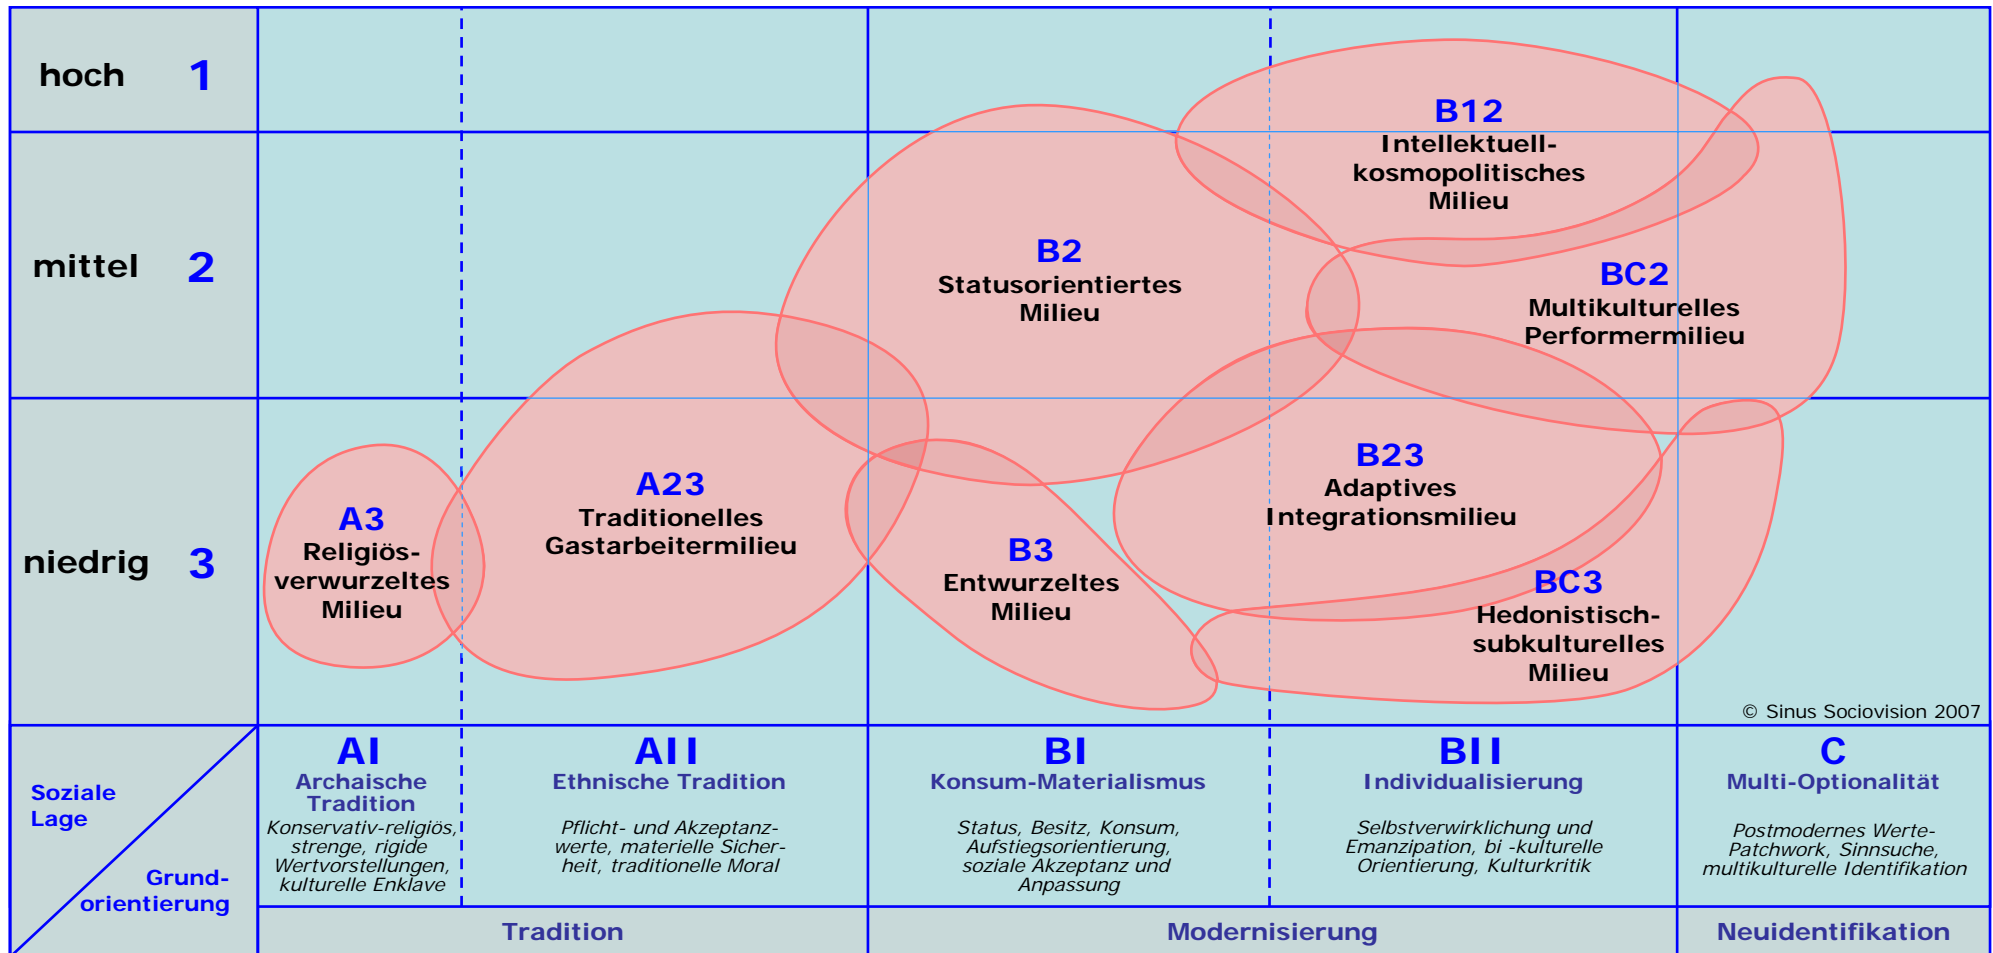 hoch 1
mittel 2
niedrig 3
B12
Intellektuell-
kosmopolitisches
Milieu
B2
Statusorientiertes
Milieu
BC2
Multikulturelles
Performermilieu
A3
Religiös-
verwurzeltes
Milieu
A23
Traditionelles
Gastarbeitermilieu
B3
Entwurzeltes
Milieu
B23
Adaptives
Integrationsmilieu
BC3
Hedonistisch-
subkulturelles
Milieu
© Sinus Sociovision 2007
Soziale
Lage
Grund-
orientierung
AI
Archaische
Tradition
Konservativ-religiös,
strenge, rigide
Wertvorstellungen,
kulturelle Enklave
AII
Ethnische Tradition
Pflicht- und Akzeptanz-
werte, materielle Sicher-
heit, traditionelle Moral
BI
Konsum-Materialismus
Status, Besitz, Konsum,
Aufstiegsorientierung,
soziale Akzeptanz und
Anpassung
BII
Individualisierung
Selbstverwirklichung und
Emanzipation, bi -kulturelle
Orientierung, Kulturkritik
C
Multi-Optionalität
Postmodernes Werte-
Patchwork, Sinnsuche,
multikulturelle Identifikation
Tradition
Modernisierung
Neuidentifikation